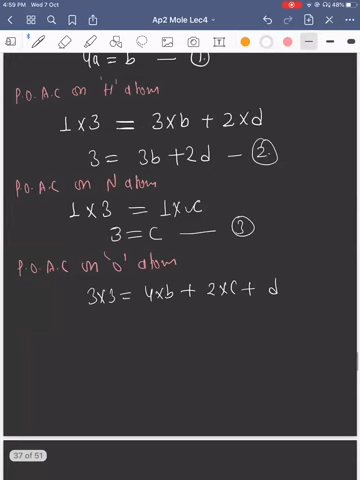 4:59 PM Wed 7 Oct
Ap2 Mole Lec4
4a = b — 1.
P.O.A.C on 'H' atom
1 × 3 = 3×b + 2×d
3 = 3b + 2d — 2.
P.O.A.C on N atom
1 × 3 = 1×c
3 = c — 3
P.O.A.C on 'O' atom
3×3 = 4×b + 2×c + d
37 of 51